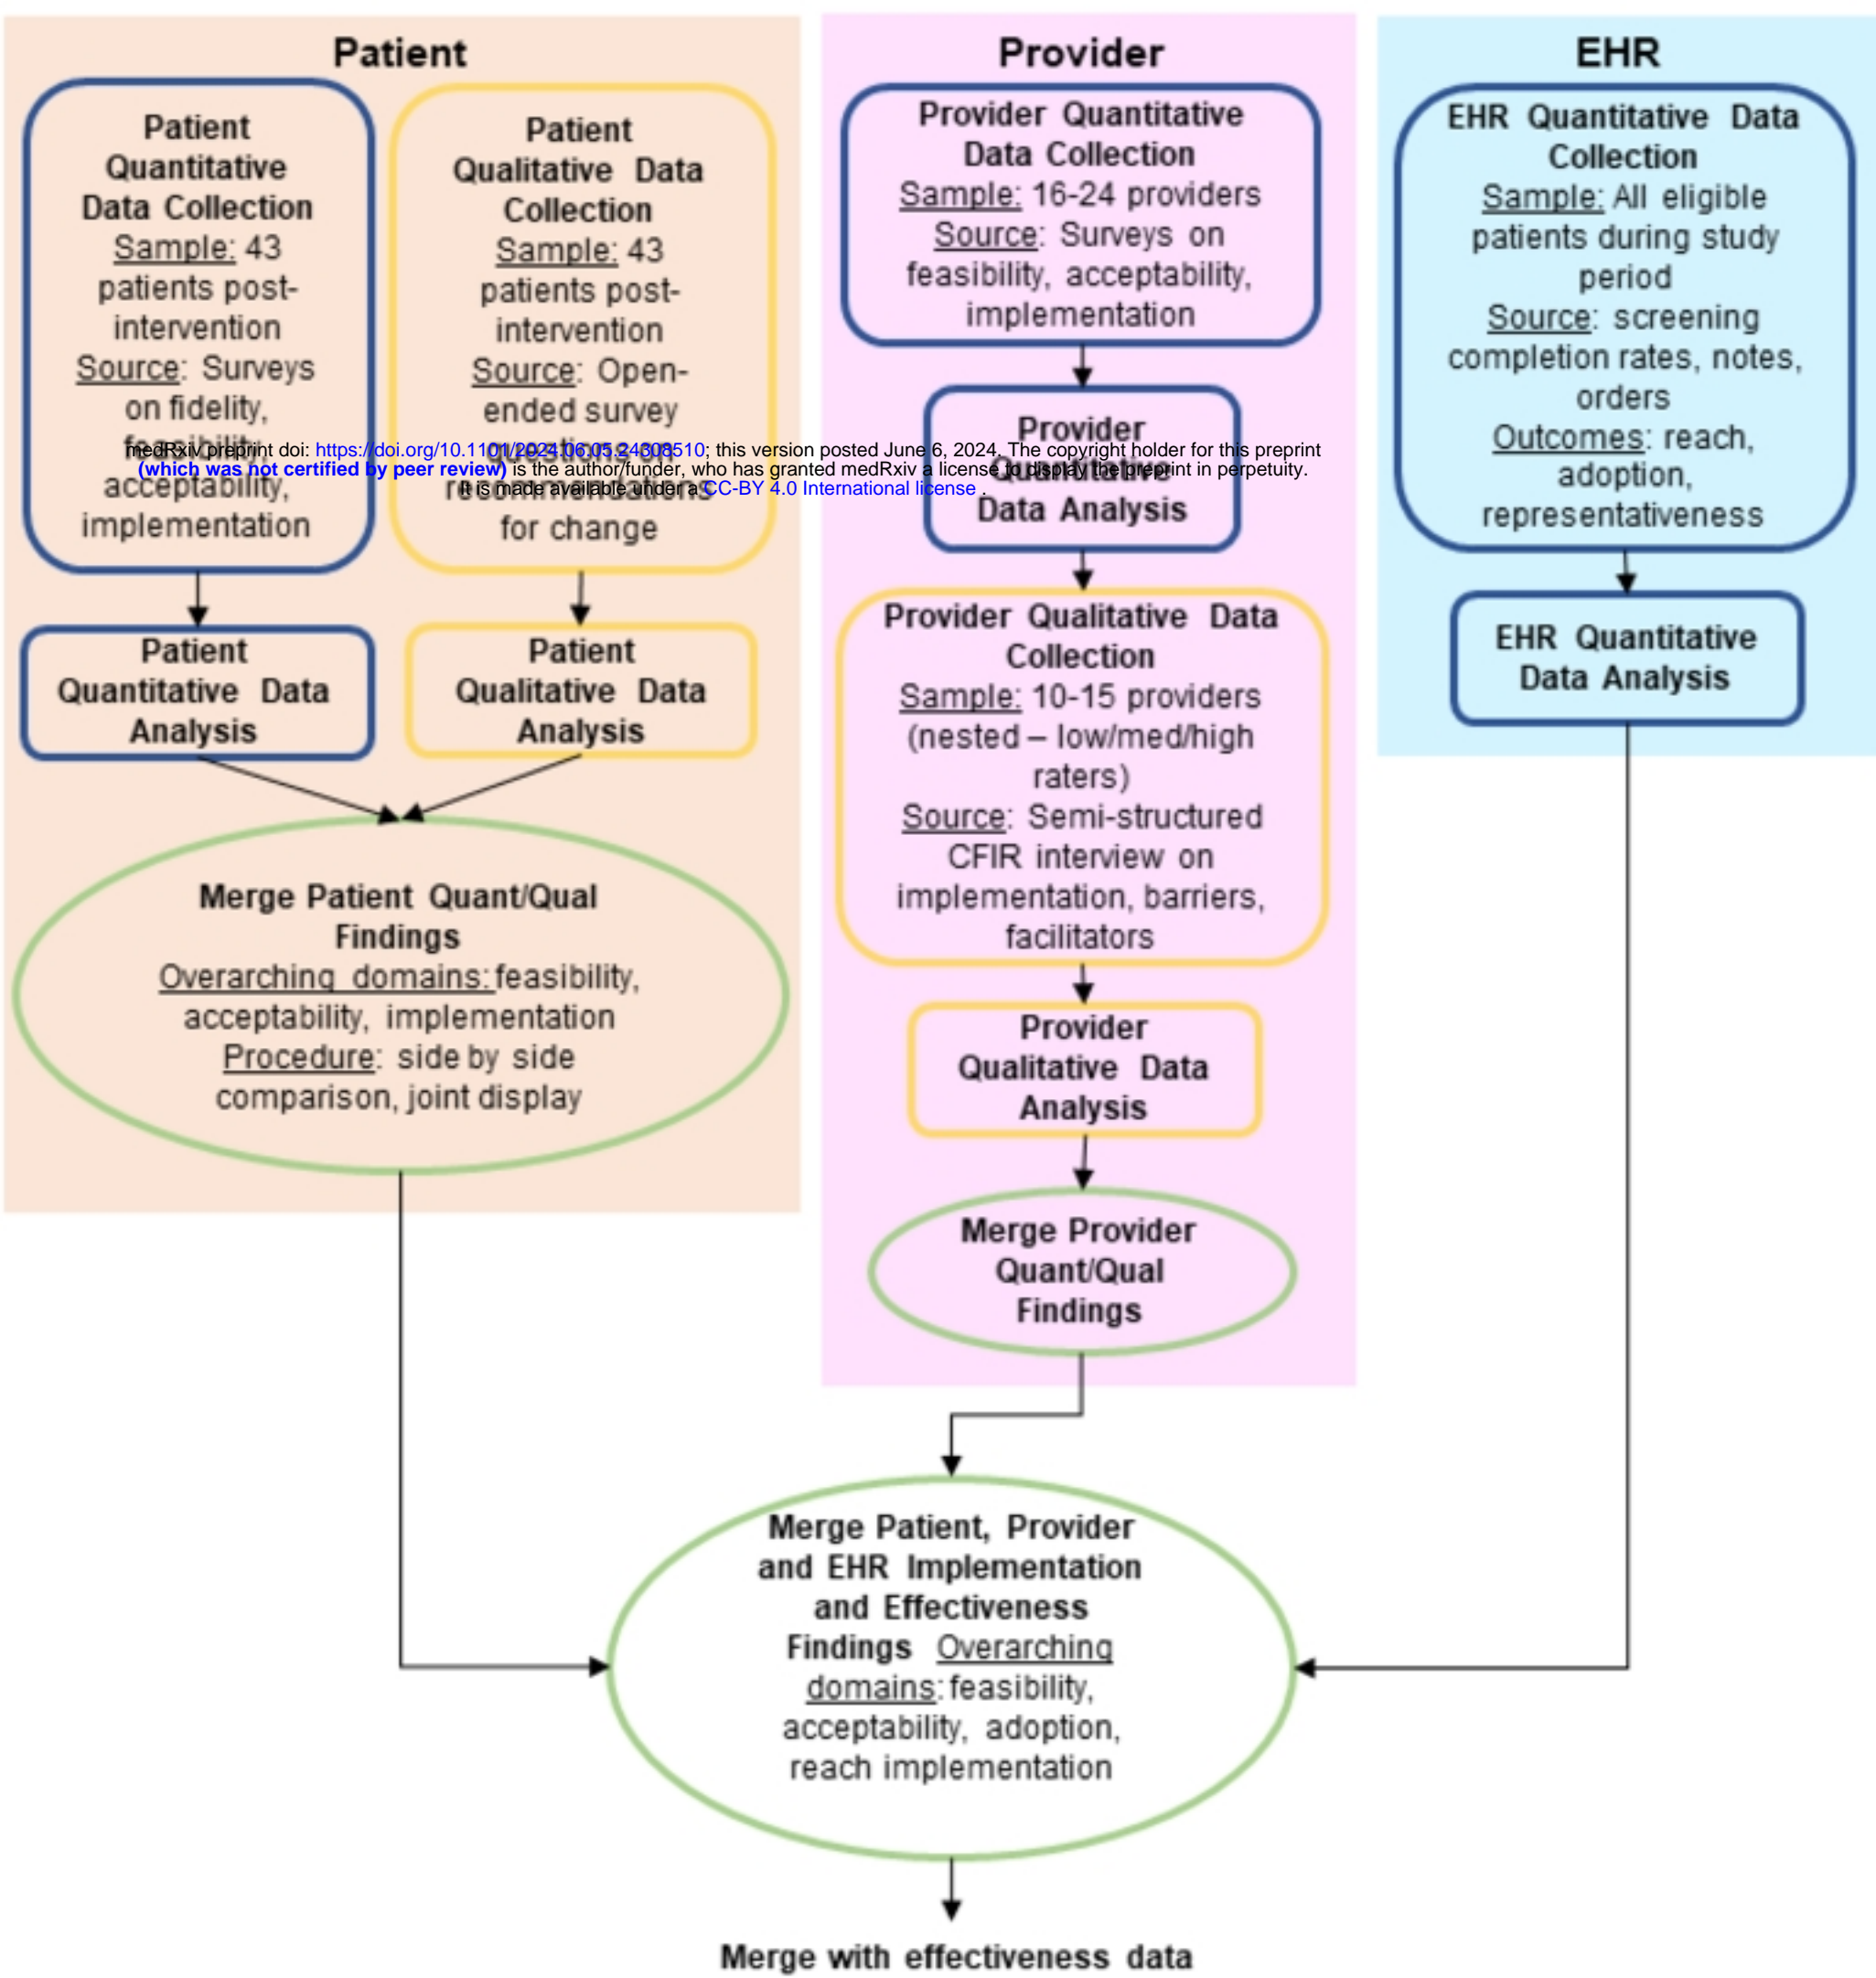 Patient
Patient
Quantitative
Data Collection
Sample: 43
patients post-
intervention
Source: Surveys
on fidelity,
feasibility,
acceptability,
implementation
Patient
Qualitative Data
Collection
Sample: 43
patients post-
intervention
Source: Open-
ended survey
questions on
recommendations
for change
medRxiv preprint doi: https://doi.org/10.1101/2024.06.05.24308510; this version posted June 6, 2024. The copyright holder for this preprint
(which was not certified by peer review) is the author/funder, who has granted medRxiv a license to display the preprint in perpetuity.
It is made available under a CC-BY 4.0 International license .
Patient
Quantitative Data
Analysis
Patient
Qualitative Data
Analysis
Merge Patient Quant/Qual
Findings
Overarching domains: feasibility,
acceptability, implementation
Procedure: side by side
comparison, joint display
Provider
Provider Quantitative
Data Collection
Sample: 16-24 providers
Source: Surveys on
feasibility, acceptability,
implementation
Provider
Quantitative
Data Analysis
Provider Qualitative Data
Collection
Sample: 10-15 providers
(nested – low/med/high
raters)
Source: Semi-structured
CFIR interview on
implementation, barriers,
facilitators
Provider
Qualitative Data
Analysis
Merge Provider
Quant/Qual
Findings
EHR
EHR Quantitative Data
Collection
Sample: All eligible
patients during study
period
Source: screening
completion rates, notes,
orders
Outcomes: reach,
adoption,
representativeness
EHR Quantitative
Data Analysis
Merge Patient, Provider
and EHR Implementation
and Effectiveness
Findings Overarching
domains: feasibility,
acceptability, adoption,
reach implementation
Merge with effectiveness data